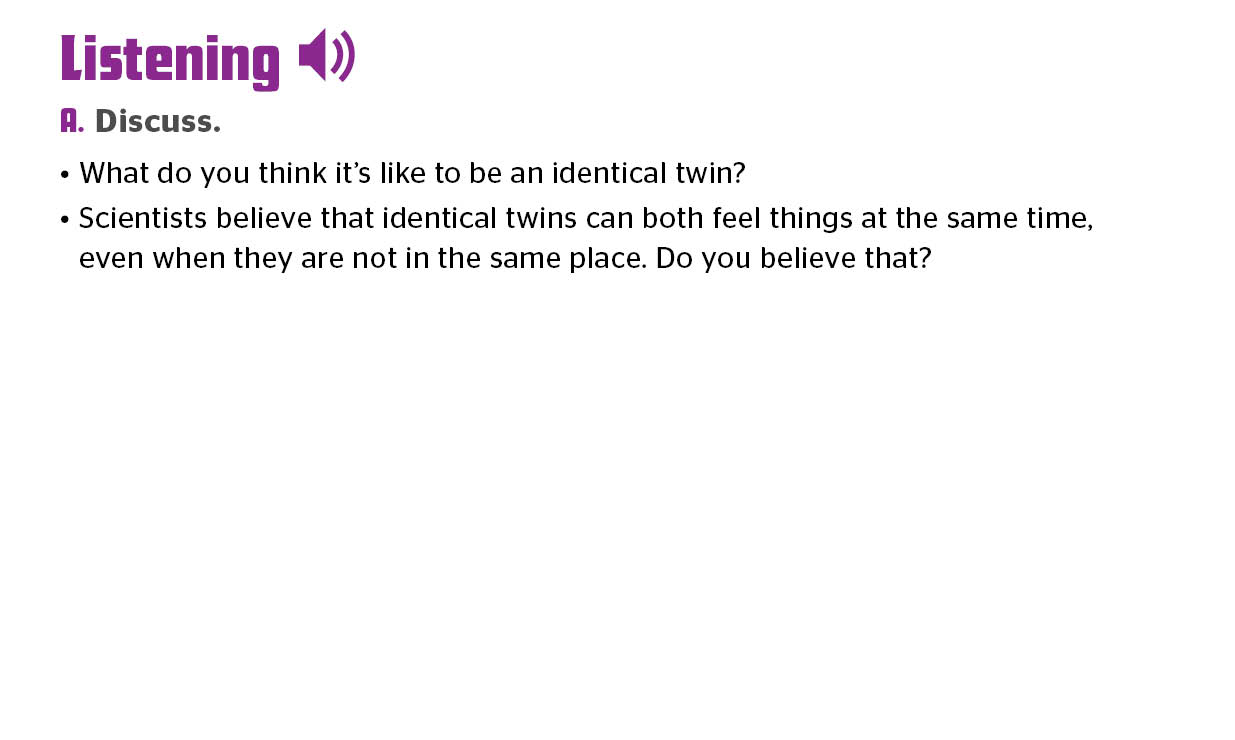 Listening
A. Discuss.
• What do you think it’s like to be an identical twin?
• Scientists believe that identical twins can both feel things at the same time,
even when they are not in the same place. Do you believe that?